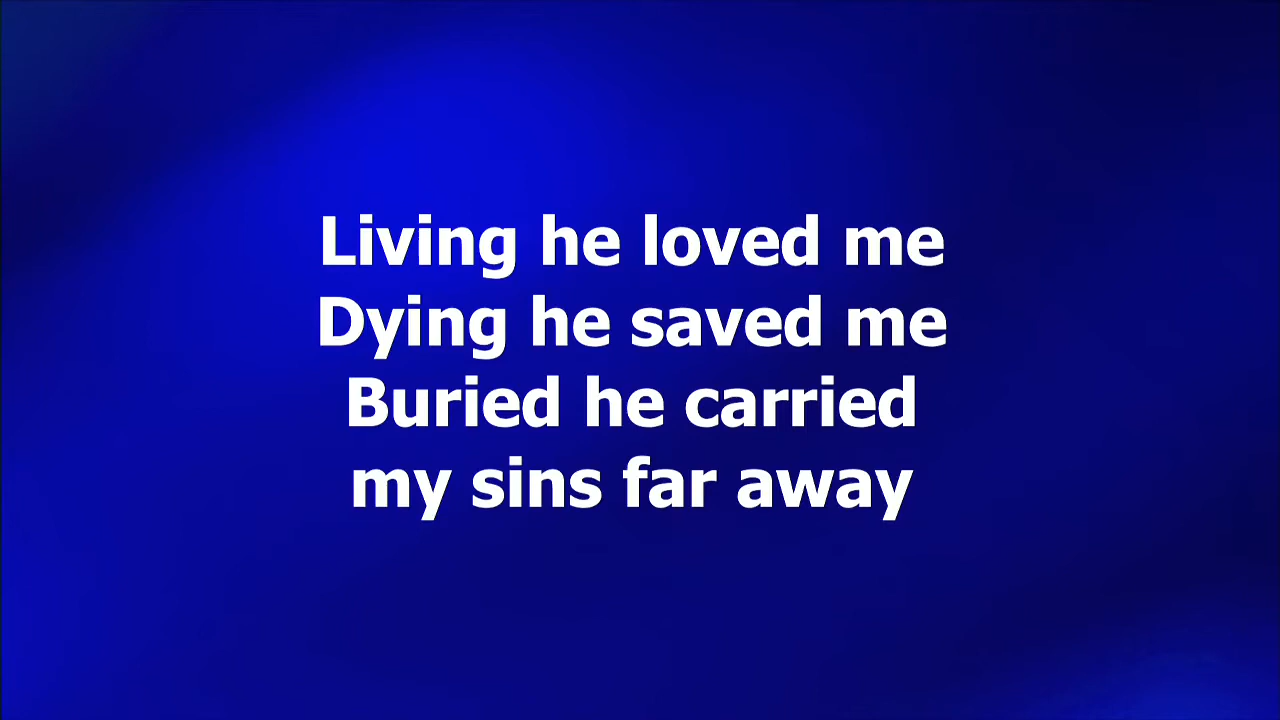 Living he loved me
Dying he saved me
Buried he carried
my sins far away